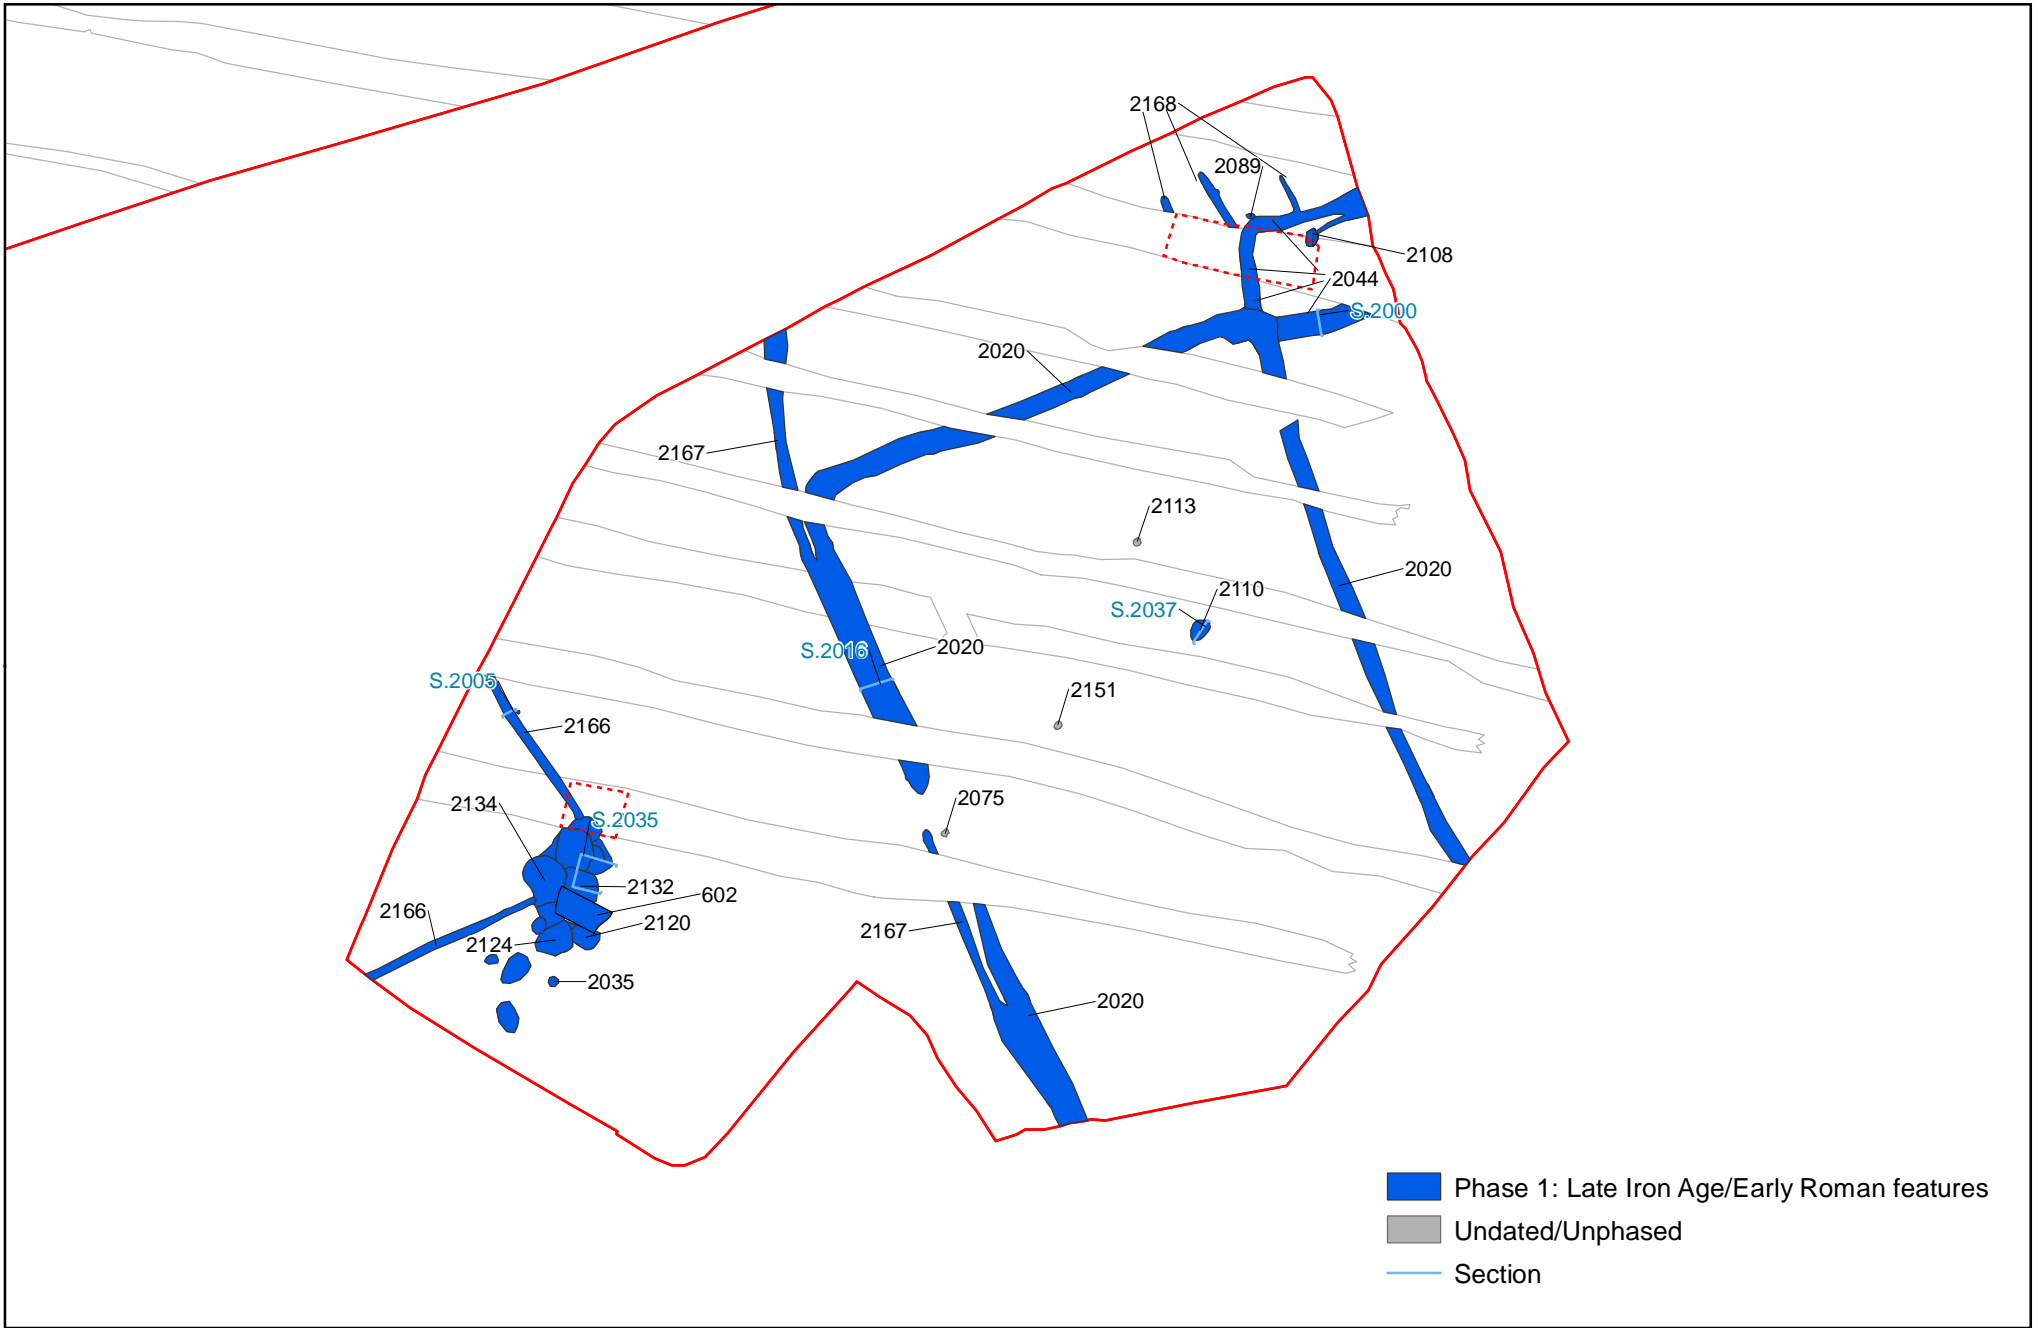 2168
2089
2108
2044
S.2000
2020
2167
2113
2020
2110
S.2037
S.2016
2020
S.2005
2151
2166
2075
2134
S.2035
2132
602
2166
2120
2167
2124
2035
2020
Phase 1: Late Iron Age/Early Roman features
Undated/Unphased
Section